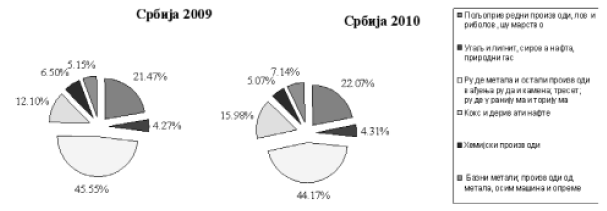 Србија 2009
Србија 2010
5.15%
6.50%
21.47%
12.10%
4.27%
45.55%
7.14%
5.07%
22.07%
15.98%
4.31%
44.17%
Пољопривредни производи, лов и
риболов, шумарство
Угаљ и лигнит, сирова нафта,
природни гас
Руде метала и остали производи
вађења руда и камена; тресет;
руде уранијума и торијума
Кокс и деривати нафте
Хемијски производи
Базни метали; производи од
метала, осим машина и опреме